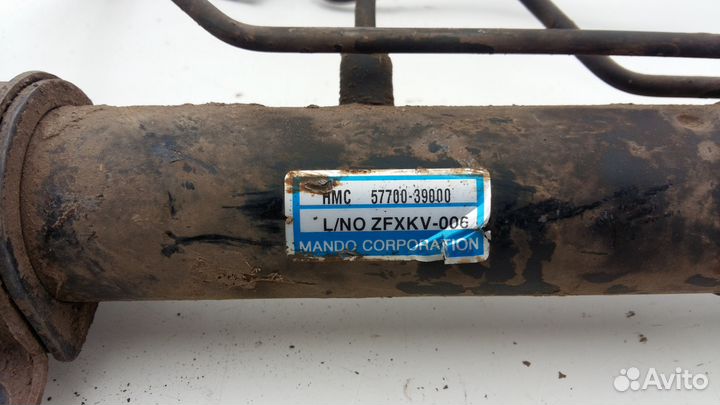 HMC 57700-39000
L/NO ZFXKV-006
MANDO CORPORATION
Avito